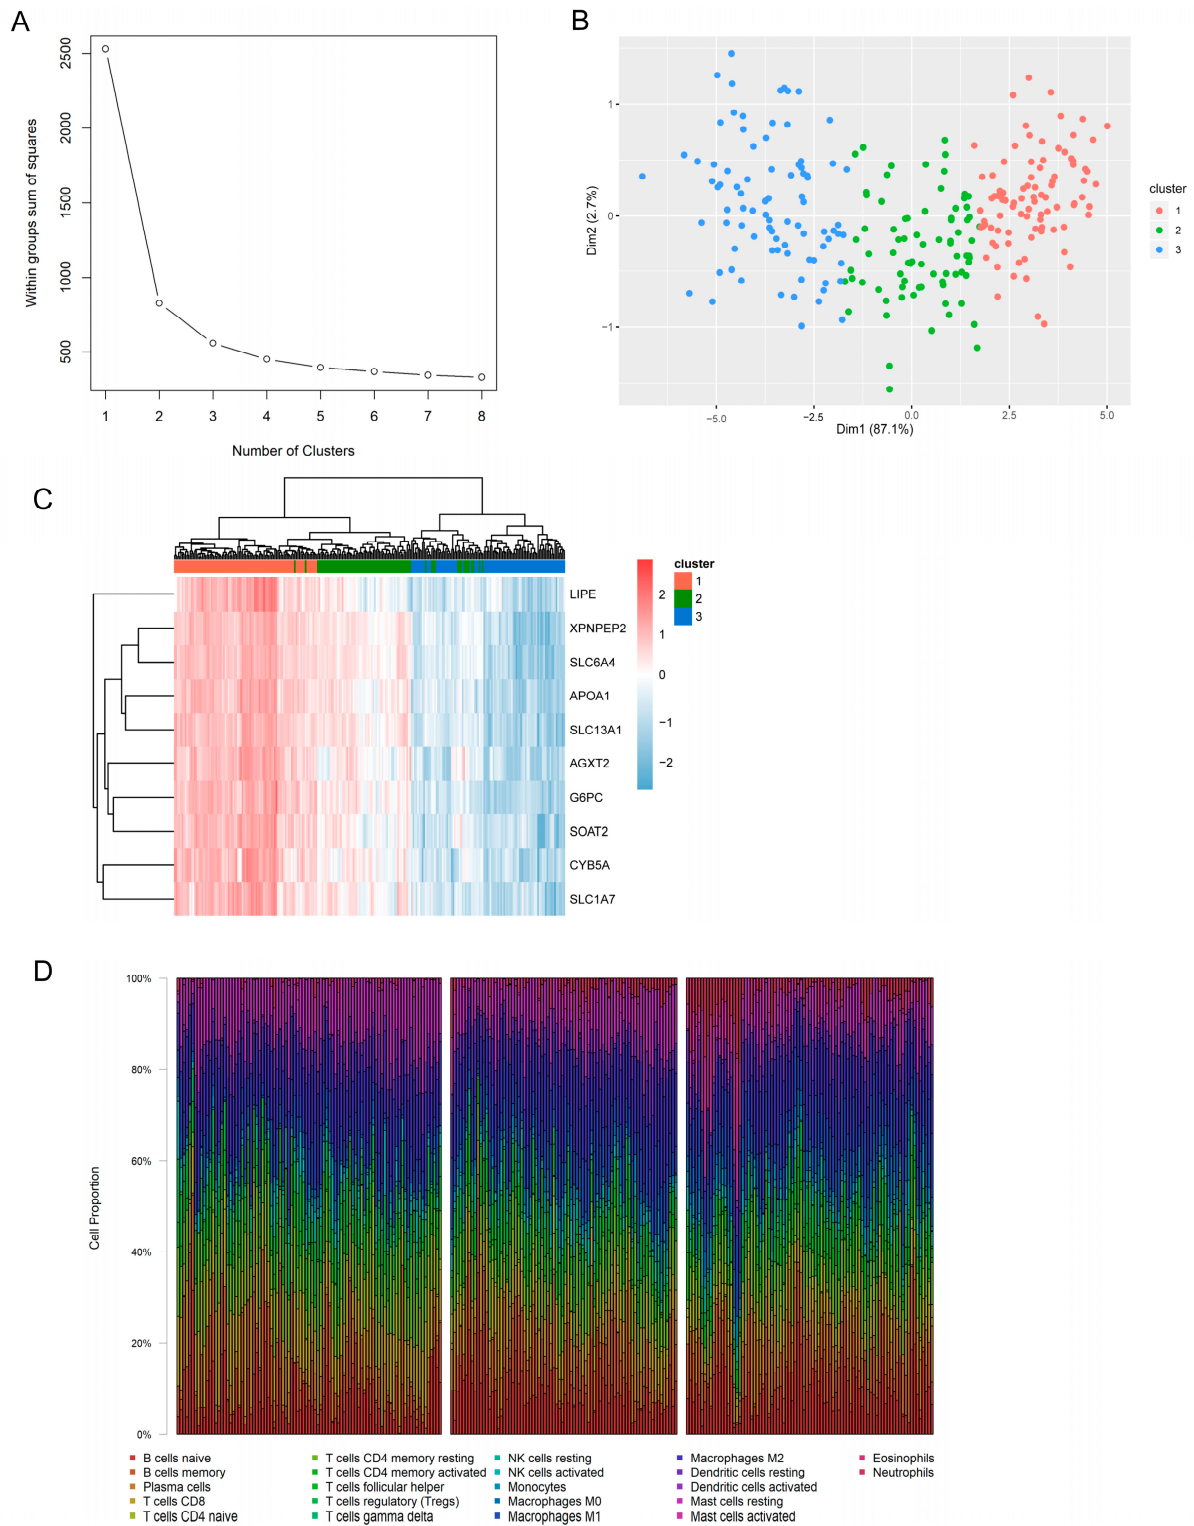 A
Within groups sum of squares
2500
2000
1500
1000
500
1 2 3 4 5 6 7 8
Number of Clusters
B
Dim2 (2.7%)
1
0
−1
−5.0 −2.5 0.0 2.5 5.0
Dim1 (87.1%)
cluster
1
2
3
C
LIPE
XPNPEP2
SLC6A4
APOA1
SLC13A1
AGXT2
G6PC
SOAT2
CYB5A
SLC1A7
2
1
0
−1
−2
cluster
1
2
3
D
Cell Proportion
100%
80%
60%
40%
20%
0%
B cells naive
B cells memory
Plasma cells
T cells CD8
T cells CD4 naive
T cells CD4 memory resting
T cells CD4 memory activated
T cells follicular helper
T cells regulatory (Tregs)
T cells gamma delta
NK cells resting
NK cells activated
Monocytes
Macrophages M0
Macrophages M1
Macrophages M2
Dendritic cells resting
Dendritic cells activated
Mast cells resting
Mast cells activated
Eosinophils
Neutrophils